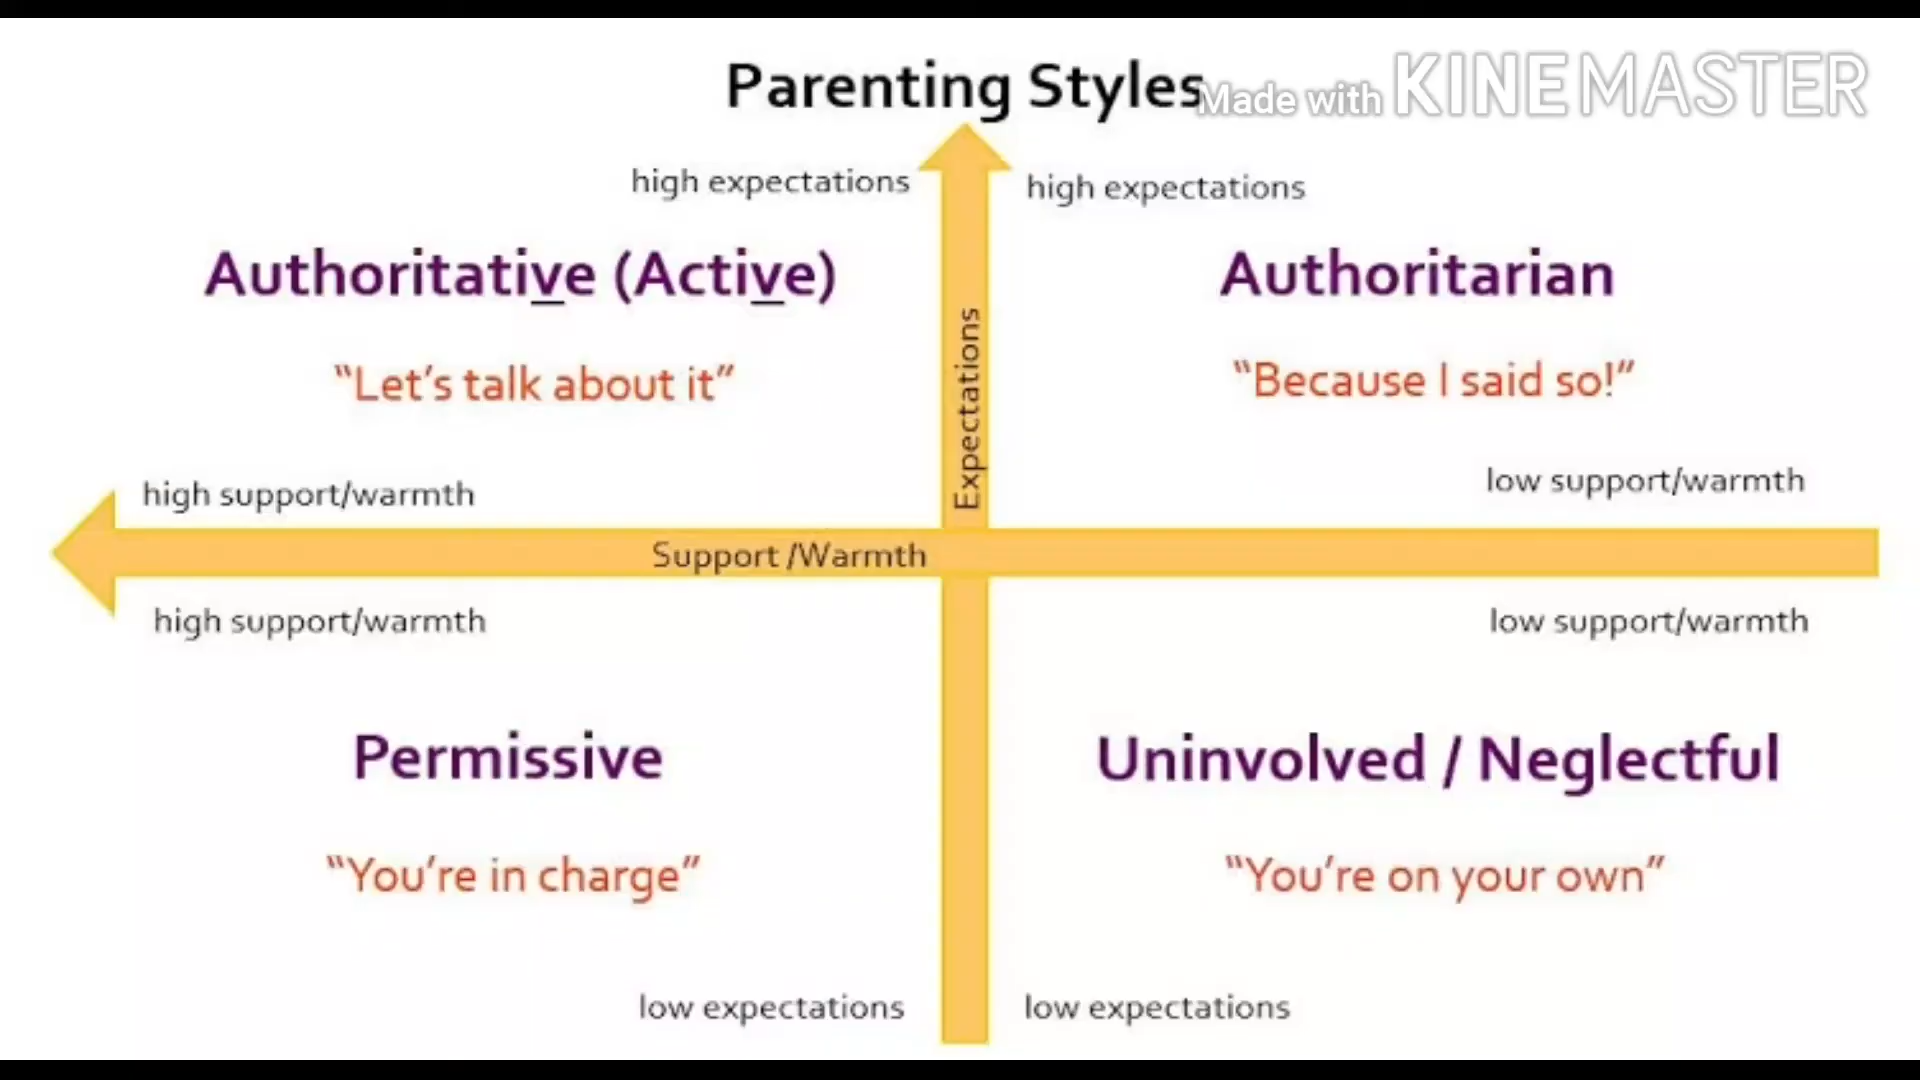 Parenting Styles
Made with KINEMASTER
high expectations
high expectations
Authoritative (Active)
Authoritarian
"Let's talk about it"
"Because I said so!"
Expectations
high support/warmth
low support/warmth
Support /Warmth
high support/warmth
low support/warmth
Permissive
Uninvolved / Neglectful
"You're in charge"
"You're on your own"
low expectations
low expectations